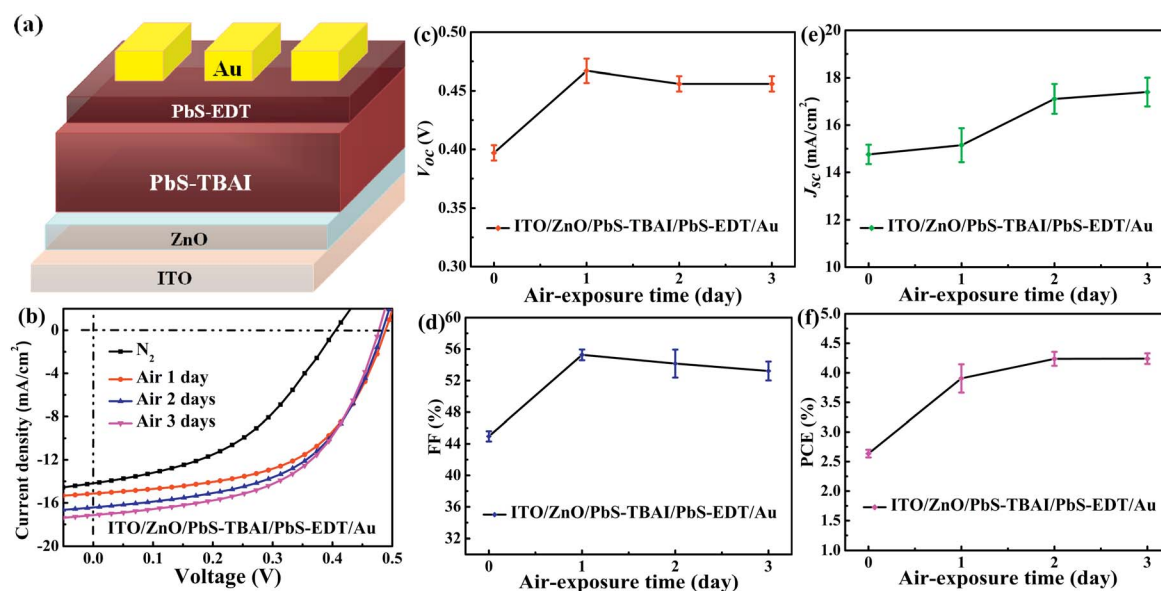 (a)
Au
PbS-EDT
PbS-TBAI
ZnO
ITO
(b)
0
-4
-8
-12
-16
-20
Current density (mA/cm²)
N₂
Air 1 day
Air 2 days
Air 3 days
ITO/ZnO/PbS-TBAI/PbS-EDT/Au
0.0 0.1 0.2 0.3 0.4 0.5
Voltage (V)
(c)
0.50
0.45
0.40
0.35
0.30
Voc (V)
ITO/ZnO/PbS-TBAI/PbS-EDT/Au
0 1 2 3
Air-exposure time (day)
(d)
60
56
52
48
44
40
36
32
FF (%)
ITO/ZnO/PbS-TBAI/PbS-EDT/Au
0 1 2 3
Air-exposure time (day)
(e)
20
18
16
14
12
10
Jsc (mA/cm²)
ITO/ZnO/PbS-TBAI/PbS-EDT/Au
0 1 2 3
Air-exposure time (day)
(f)
5.0
4.5
4.0
3.5
3.0
2.5
2.0
1.5
1.0
PCE (%)
ITO/ZnO/PbS-TBAI/PbS-EDT/Au
0 1 2 3
Air-exposure time (day)